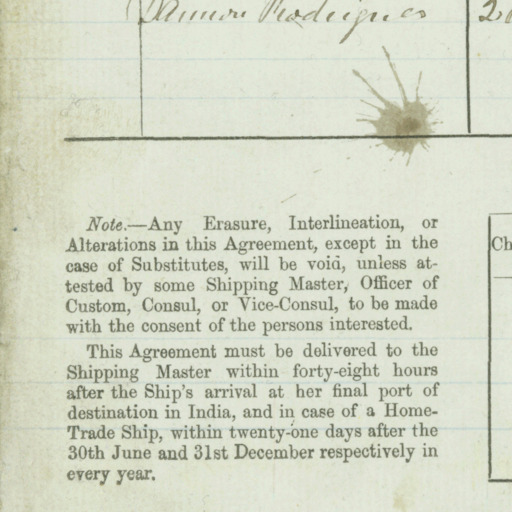 Rodrigues
Note.—Any Erasure, Interlineation, or
Alterations in this Agreement, except in the
case of Substitutes, will be void, unless at-
tested by some Shipping Master, Officer of
Custom, Consul, or Vice-Consul, to be made
with the consent of the persons interested.
This Agreement must be delivered to the
Shipping Master within forty-eight hours
after the Ship's arrival at her final port of
destination in India, and in case of a Home-
Trade Ship, within twenty-one days after the
30th June and 31st December respectively in
every year.
Ch